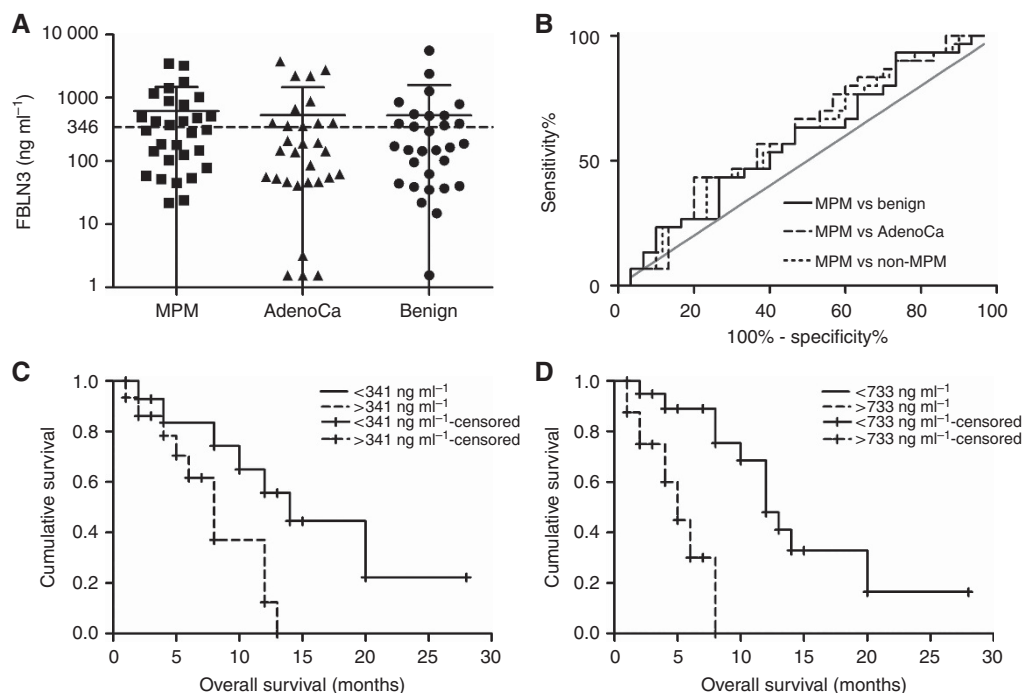 A
FBLN3 (ng ml⁻¹)
10 000
1000
346
100
10
1
MPM
AdenoCa
Benign
B
Sensitivity%
100
50
0
0
20
40
60
80
100
100% - specificity%
MPM vs benign
MPM vs AdenoCa
MPM vs non-MPM
C
Cumulative survival
1.0
0.8
0.6
0.4
0.2
0.0
0
5
10
15
20
25
30
Overall survival (months)
<341 ng ml⁻¹
>341 ng ml⁻¹
<341 ng ml⁻¹-censored
>341 ng ml⁻¹-censored
D
Cumulative survival
1.0
0.8
0.6
0.4
0.2
0.0
0
5
10
15
20
25
30
Overall survival (months)
<733 ng ml⁻¹
>733 ng ml⁻¹
<733 ng ml⁻¹-censored
>733 ng ml⁻¹-censored